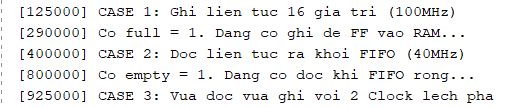 [125000] CASE 1: Ghi lien tuc 16 gia tri (100MHz)
[290000] Co full = 1. Dang co ghi de FF vao RAM...
[400000] CASE 2: Doc lien tuc ra khoi FIFO (40MHz)
[800000] Co empty = 1. Dang co doc khi FIFO rong...
[925000] CASE 3: Vua doc vua ghi voi 2 Clock lech pha